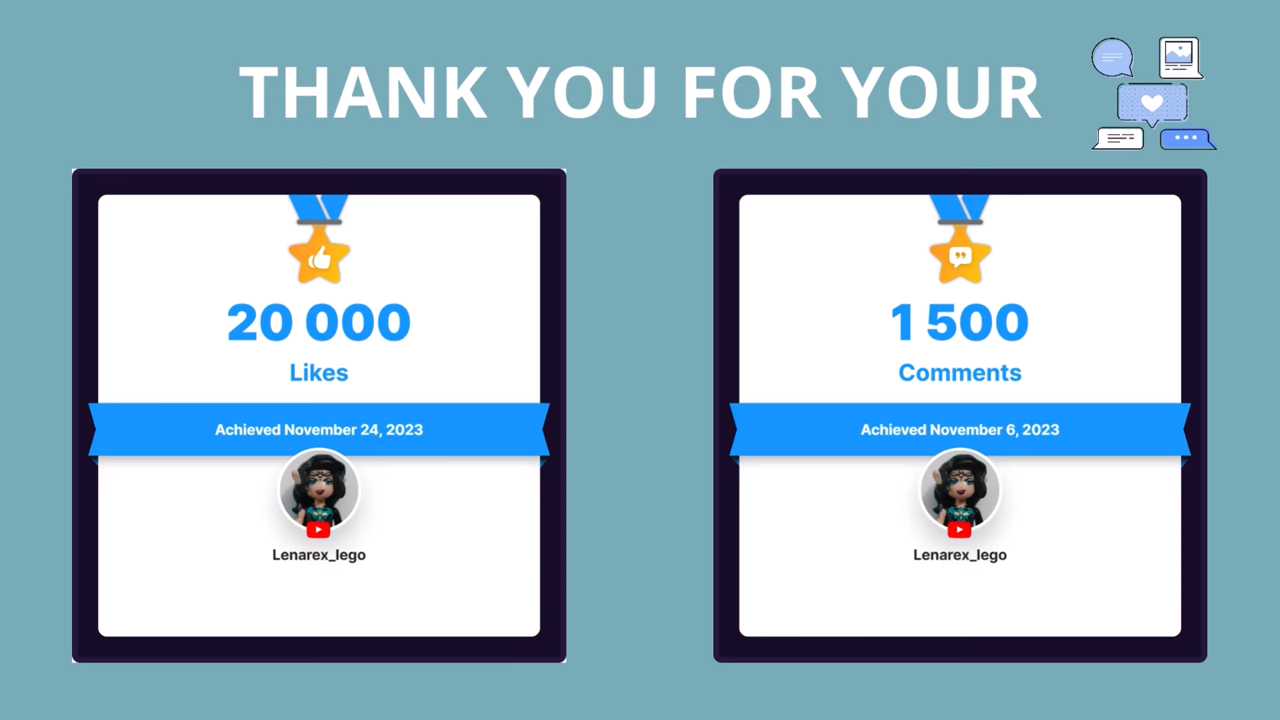 THANK YOU FOR YOUR
20 000
Likes
Achieved November 24, 2023
Lenarex_lego
1 500
Comments
Achieved November 6, 2023
Lenarex_lego